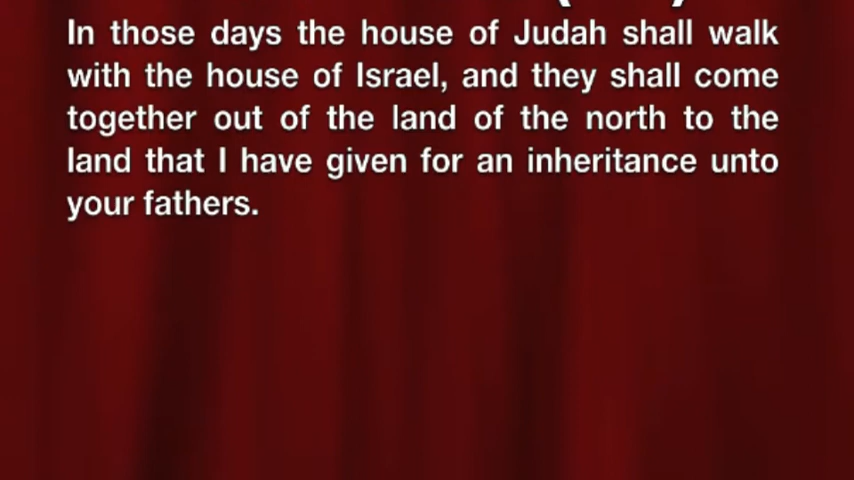 In those days the house of Judah shall walk
with the house of Israel, and they shall come
together out of the land of the north to the
land that I have given for an inheritance unto
your fathers.